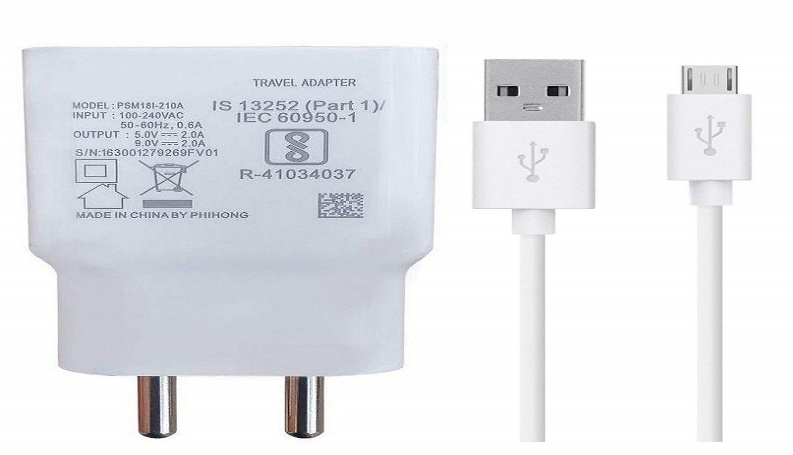 TRAVEL ADAPTER
MODEL : PSM18I-210A
INPUT : 100-240VAC
50-60Hz, 0.6A
OUTPUT : 5.0V ⎓ 2.0A
9.0V ⎓ 2.0A
S/N:163001279269FV01
IS 13252 (Part 1)/
IEC 60950-1
R-41034037
MADE IN CHINA BY PHIHONG